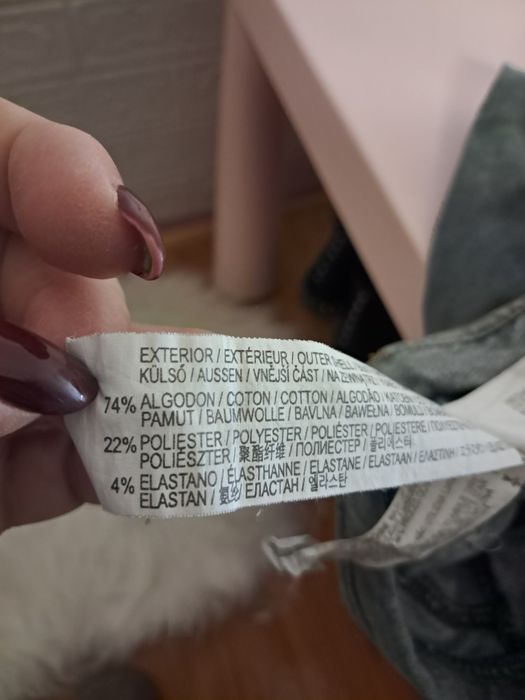 EXTERIOR / EXTÉRIEUR / OUTER SHELL /
KÜLSŐ / AUSSEN / VNĚJSÍ ČÁST /
74% ALGODON / COTON / COTTON / ALGODÃO /
PAMUT / BAUMWOLLE / BAVLNA / BAWEŁNA /
22% POLIESTER / POLYESTER / POLIÉSTER /
POLIÉSZTER / 聚酯纤维 / ПОЛИЕСТЕР / 폴리에스터
4% ELASTANO / ÉLASTHANNE / ELASTANE / ELASTAAN /
ELASTAN / 氨纶 / ЕЛАСТАН / 엘라스탄